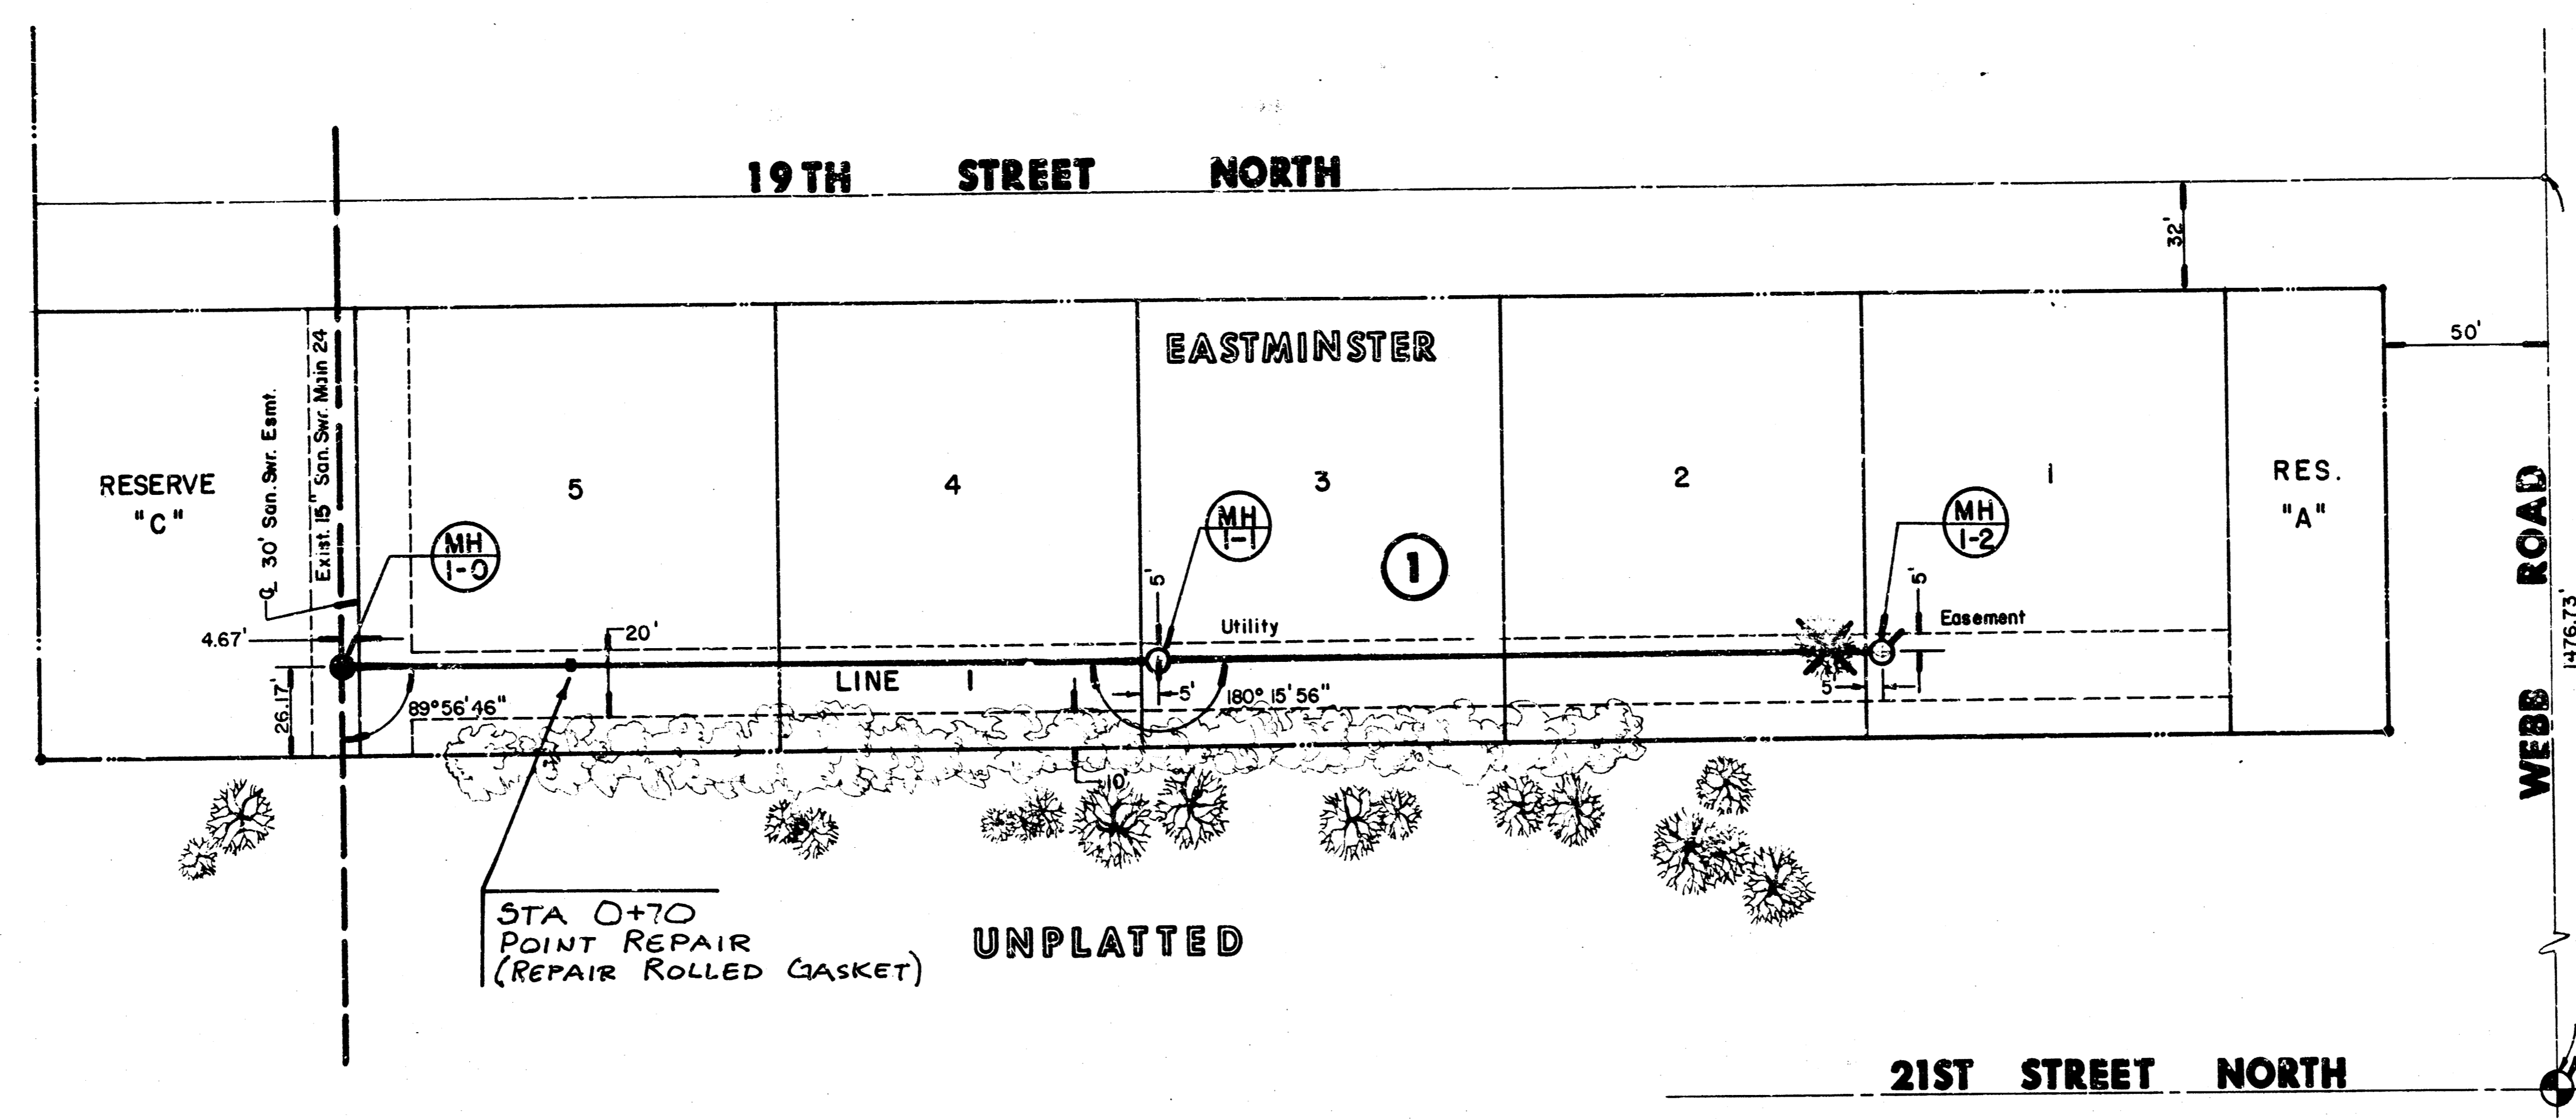 19TH STREET NORTH
32'
EASTMINSTER
50'
RESERVE
"C"
℄ 30' San. Swr. Esmt.
Exist. 15" San. Swr. Main 24
5
4
3
2
1
RES.
"A"
MH
1-0
MH
1-1
MH
1-2
1
WEBB ROAD
1476.73'
4.67'
26.17'
20'
5'
Utility
5'
Easement
LINE 1
89°56'46"
5'
180° 15' 56"
5'
10'
STA 0+70
POINT REPAIR
(REPAIR ROLLED GASKET)
UNPLATTED
21ST STREET NORTH